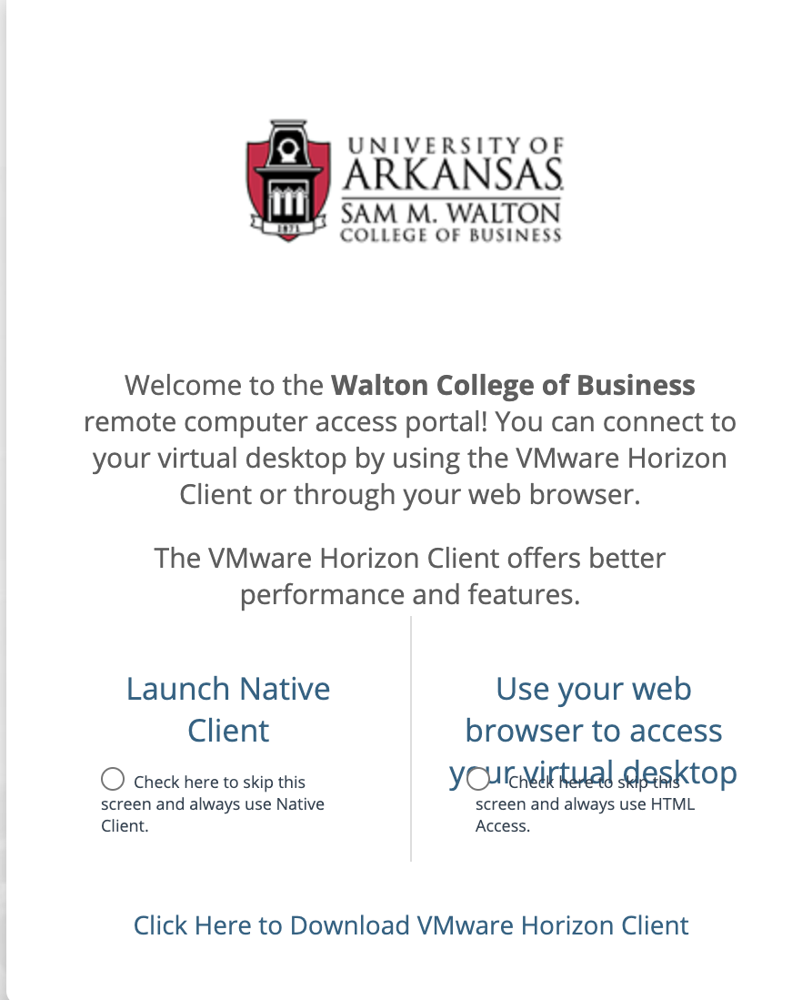 UNIVERSITY OF
ARKANSAS
SAM M. WALTON
COLLEGE OF BUSINESS
1871
Welcome to the Walton College of Business
remote computer access portal! You can connect to
your virtual desktop by using the VMware Horizon
Client or through your web browser.
The VMware Horizon Client offers better
performance and features.
Launch Native
Client
Check here to skip this
screen and always use Native
Client.
Use your web
browser to access
your virtual desktop
Check here to skip this
screen and always use HTML
Access.
Click Here to Download VMware Horizon Client